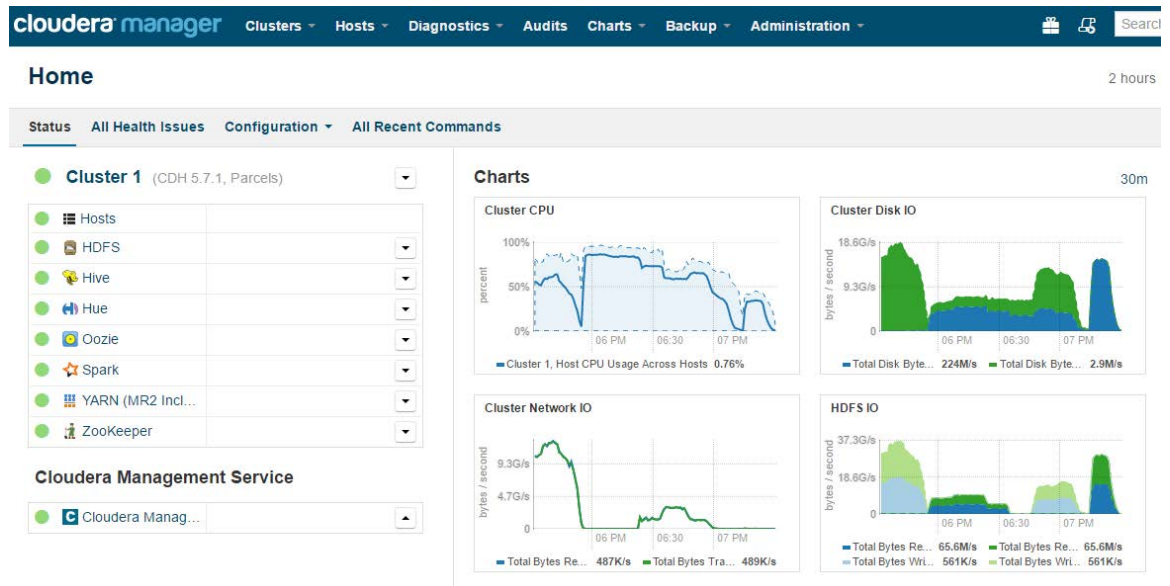 cloudera manager Clusters Hosts Diagnostics Audits Charts Backup Administration Search
Home
2 hours
Status All Health Issues Configuration All Recent Commands
Cluster 1 (CDH 5.7.1, Parcels)
Hosts
HDFS
Hive
Hue
Oozie
Spark
YARN (MR2 Incl...
ZooKeeper
Cloudera Management Service
C Cloudera Manag...
Charts
30m
Cluster CPU
percent
100%
50%
0%
06 PM 06:30 07 PM
Cluster 1, Host CPU Usage Across Hosts 0.76%
Cluster Disk IO
bytes / second
18.6G/s
9.3G/s
0
06 PM 06:30 07 PM
Total Disk Byte... 224M/s Total Disk Byte... 2.9M/s
Cluster Network IO
bytes / second
9.3G/s
4.7G/s
0
06 PM 06:30 07 PM
Total Bytes Re... 487K/s Total Bytes Tra... 489K/s
HDFS IO
bytes / second
37.3G/s
18.6G/s
0
06 PM 06:30 07 PM
Total Bytes Re... 65.6M/s Total Bytes Re... 65.6M/s
Total Bytes Wri... 561K/s Total Bytes Wri... 561K/s